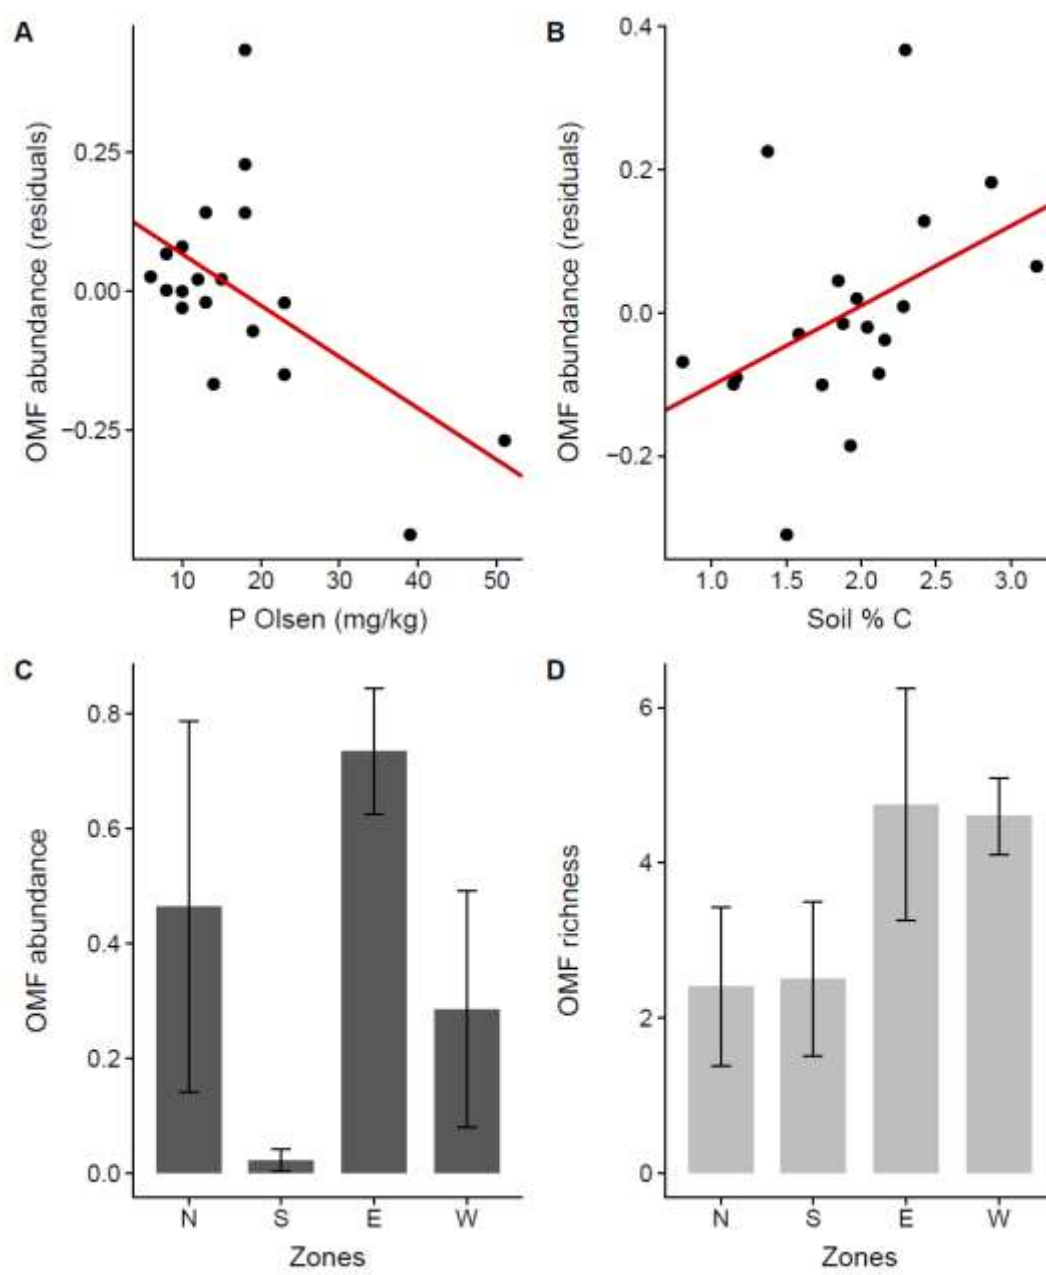 A
OMF abundance (residuals)
0.25
0.00
−0.25
10 20 30 40 50
P Olsen (mg/kg)
B
OMF abundance (residuals)
0.4
0.2
0.0
−0.2
1.0 1.5 2.0 2.5 3.0
Soil % C
C
OMF abundance
0.8
0.6
0.4
0.2
0.0
N S E W
Zones
D
OMF richness
6
4
2
0
N S E W
Zones